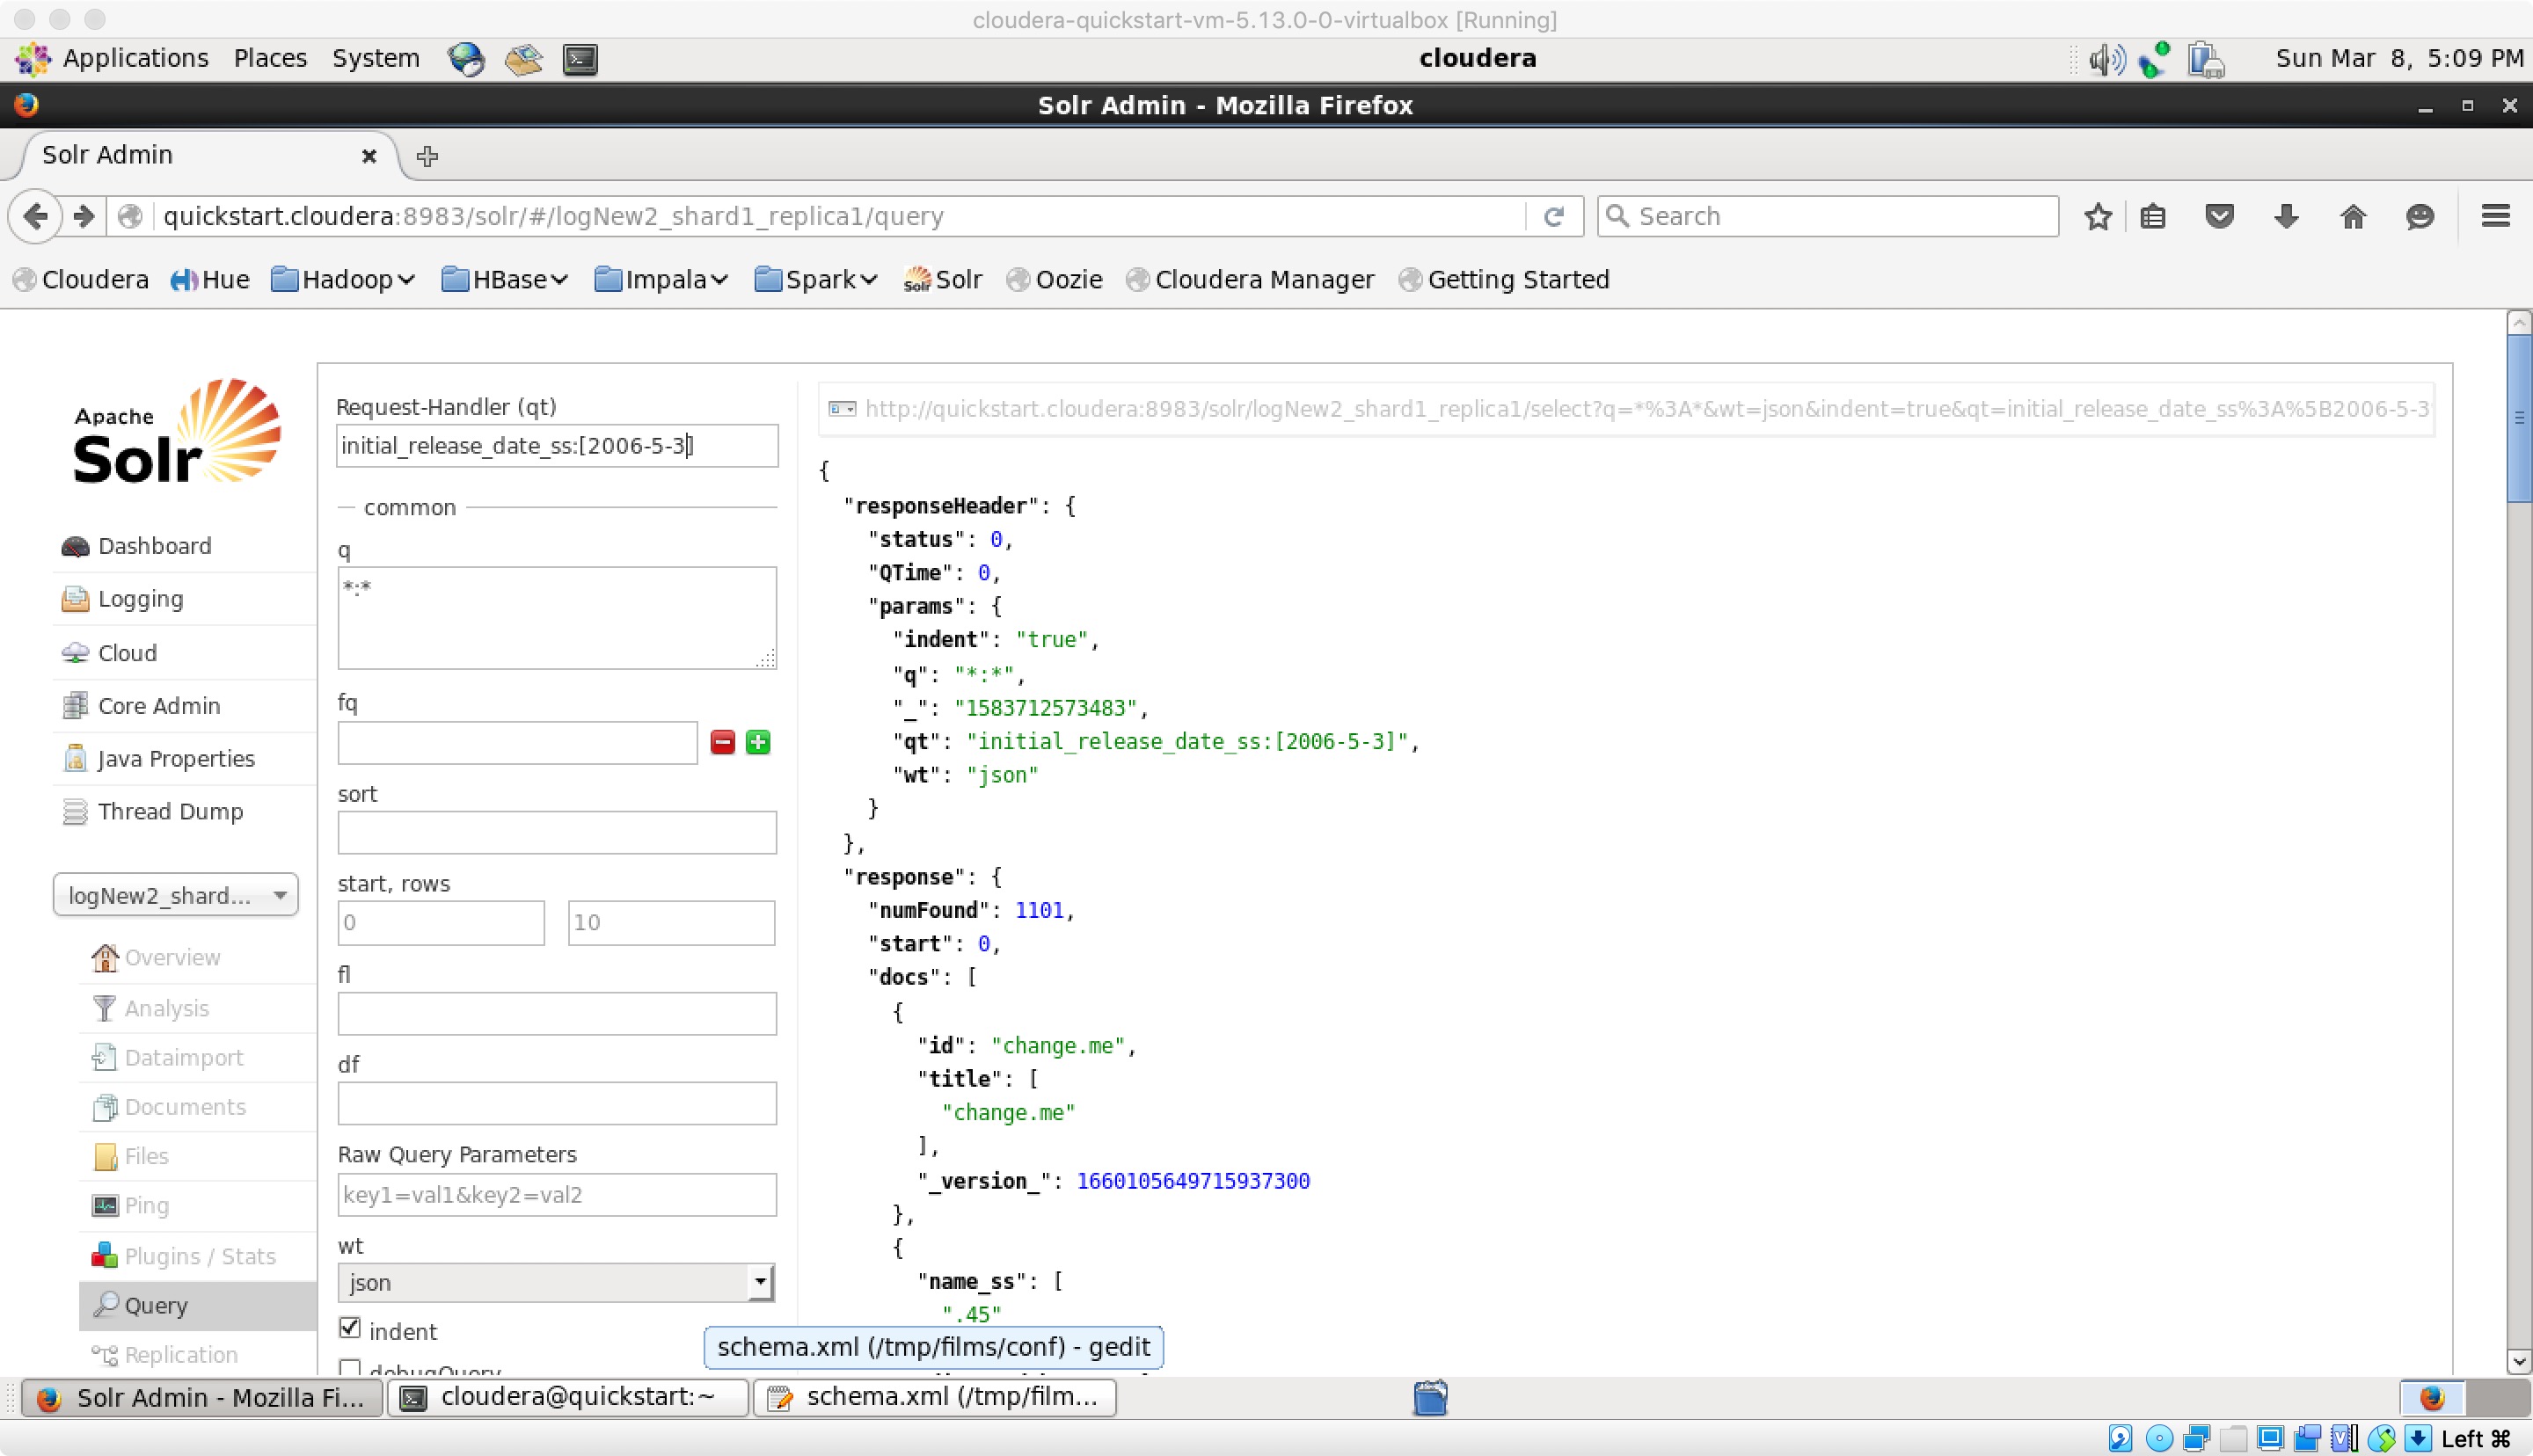 cloudera-quickstart-vm-5.13.0-0-virtualbox [Running]
Applications Places System cloudera Sun Mar 8, 5:09 PM
Solr Admin - Mozilla Firefox
Solr Admin
quickstart.cloudera:8983/solr/#/logNew2_shard1_replica1/query
Search
Cloudera Hue Hadoop HBase Impala Spark Solr Oozie Cloudera Manager Getting Started
Apache
Solr
Dashboard
Logging
Cloud
Core Admin
Java Properties
Thread Dump
logNew2_shard...
Overview
Analysis
Dataimport
Documents
Files
Ping
Plugins / Stats
Query
Replication
Request-Handler (qt)
initial_release_date_ss:[2006-5-3]
common
q
*:*
fq
sort
start, rows
0 10
fl
df
Raw Query Parameters
key1=val1&key2=val2
wt
json
indent
debugQuery
http://quickstart.cloudera:8983/solr/logNew2_shard1_replica1/select?q=*%3A*&wt=json&indent=true&qt=initial_release_date_ss%3A%5B2006-5-3
{
"responseHeader": {
"status": 0,
"QTime": 0,
"params": {
"indent": "true",
"q": "*:*",
"_": "1583712573483",
"qt": "initial_release_date_ss:[2006-5-3]",
"wt": "json"
}
},
"response": {
"numFound": 1101,
"start": 0,
"docs": [
{
"id": "change.me",
"title": [
"change.me"
],
"_version_": 1660105649715937300
},
{
"name_ss": [
".45"
schema.xml (/tmp/films/conf) - gedit
Solr Admin - Mozilla Fi... cloudera@quickstart:~ schema.xml (/tmp/film...
Left ⌘